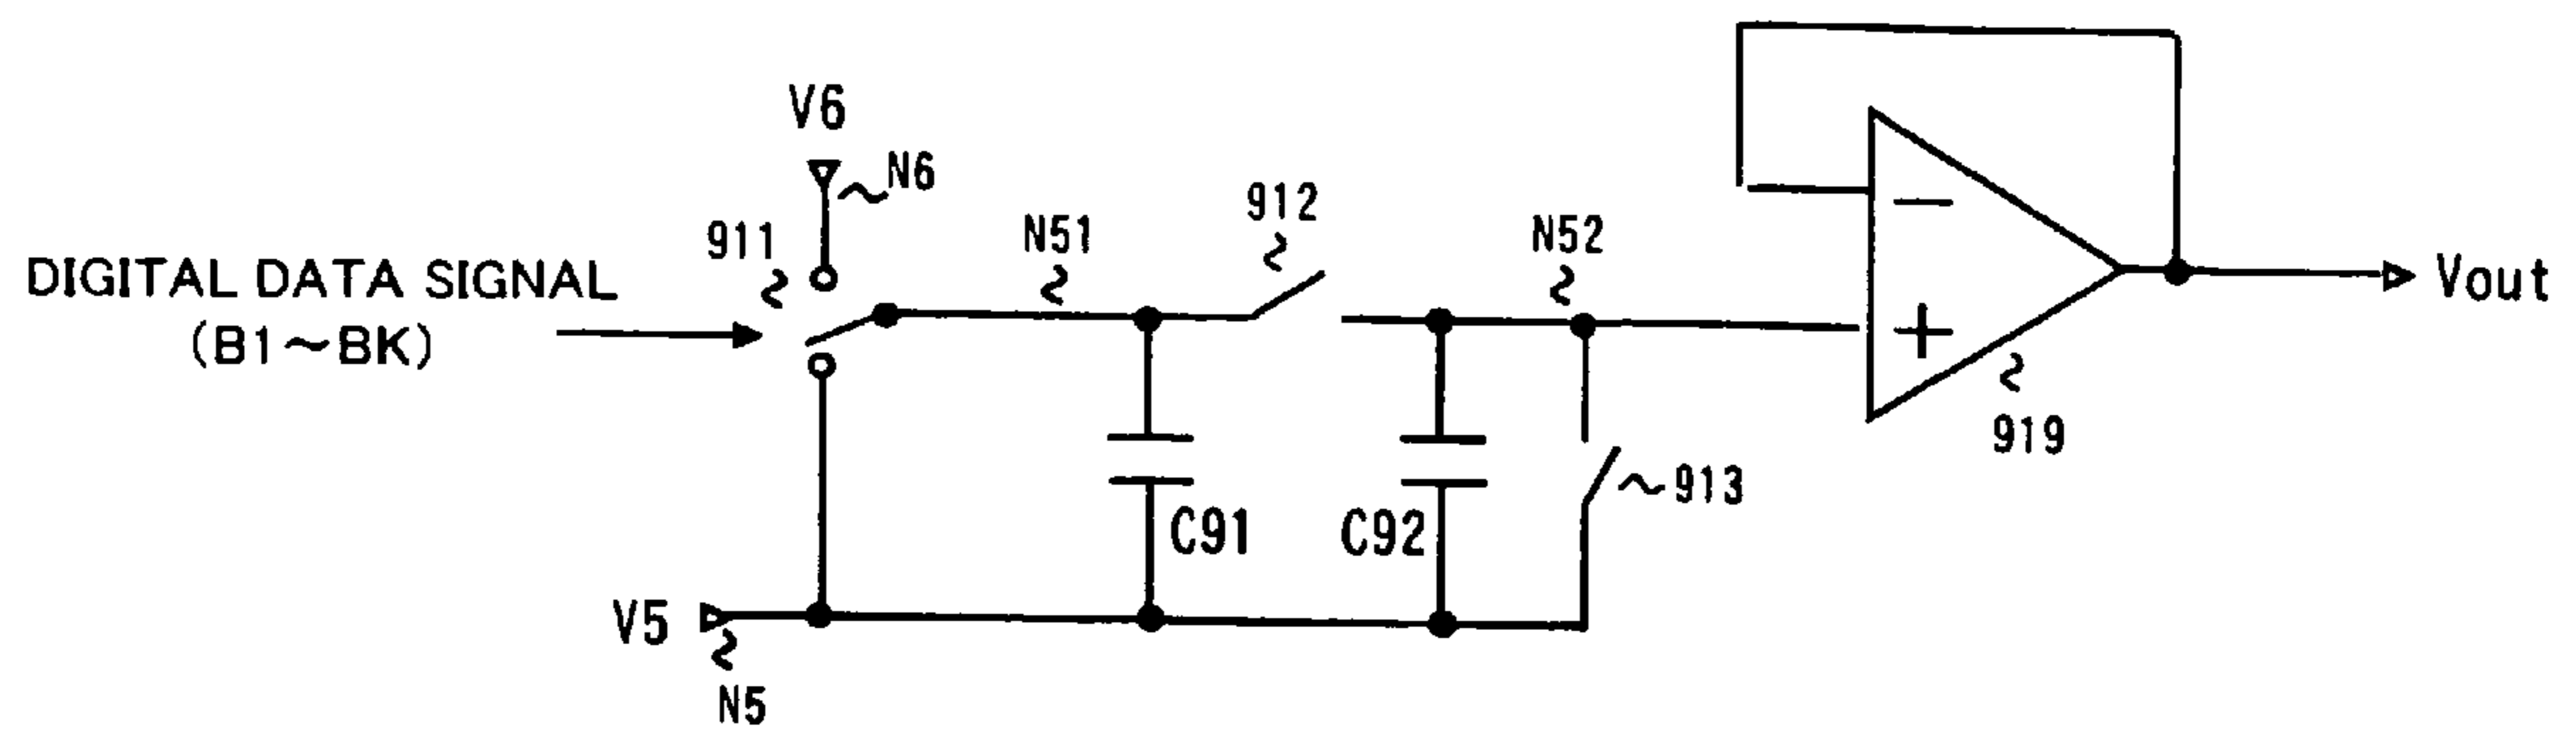 V6
N6
911
DIGITAL DATA SIGNAL
(B1～BK)
N51
912
N52
−
+
Vout
919
913
C91
C92
V5
N5